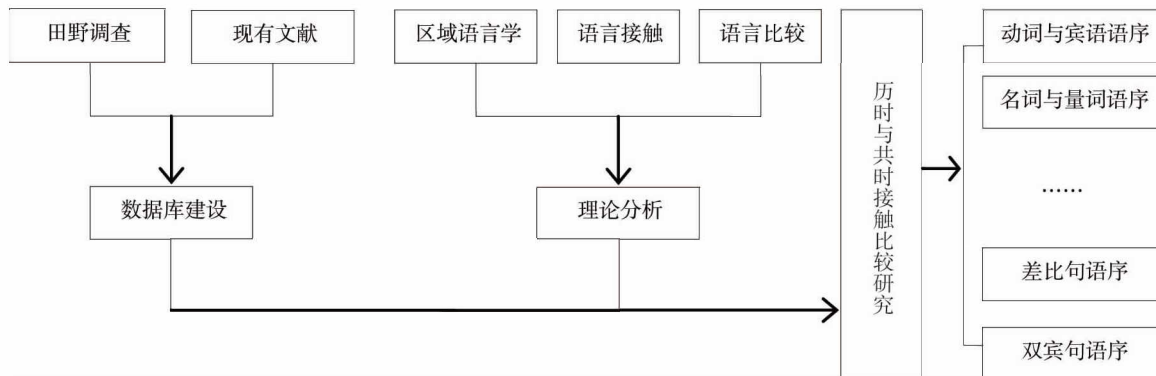 田野调查
现有文献
区域语言学
语言接触
语言比较
数据库建设
理论分析
历时与共时接触比较研究
动词与宾语语序
名词与量词语序
……
差比句语序
双宾句语序